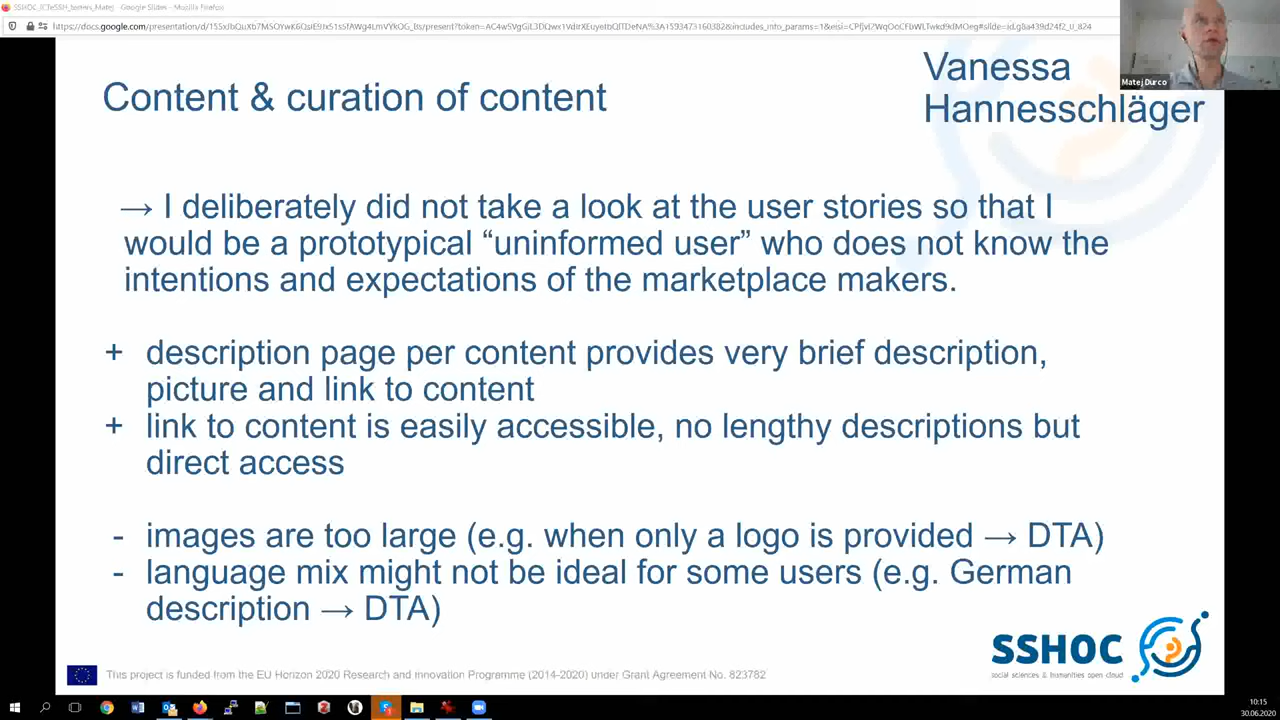 SSHOC_ICTeSSH_testers_Matej - Google Slides - Mozilla Firefox
Matej Durco
Content & curation of content
Vanessa
Hannesschläger
→ I deliberately did not take a look at the user stories so that I
would be a prototypical “uninformed user” who does not know the
intentions and expectations of the marketplace makers.
+ description page per content provides very brief description,
picture and link to content
+ link to content is easily accessible, no lengthy descriptions but
direct access
- images are too large (e.g. when only a logo is provided → DTA)
- language mix might not be ideal for some users (e.g. German
description → DTA)
SSHOC
social sciences & humanities open cloud
This project is funded from the EU Horizon 2020 Research and Innovation Programme (2014-2020) under Grant Agreement No. 823782
10:15
30.06.2020